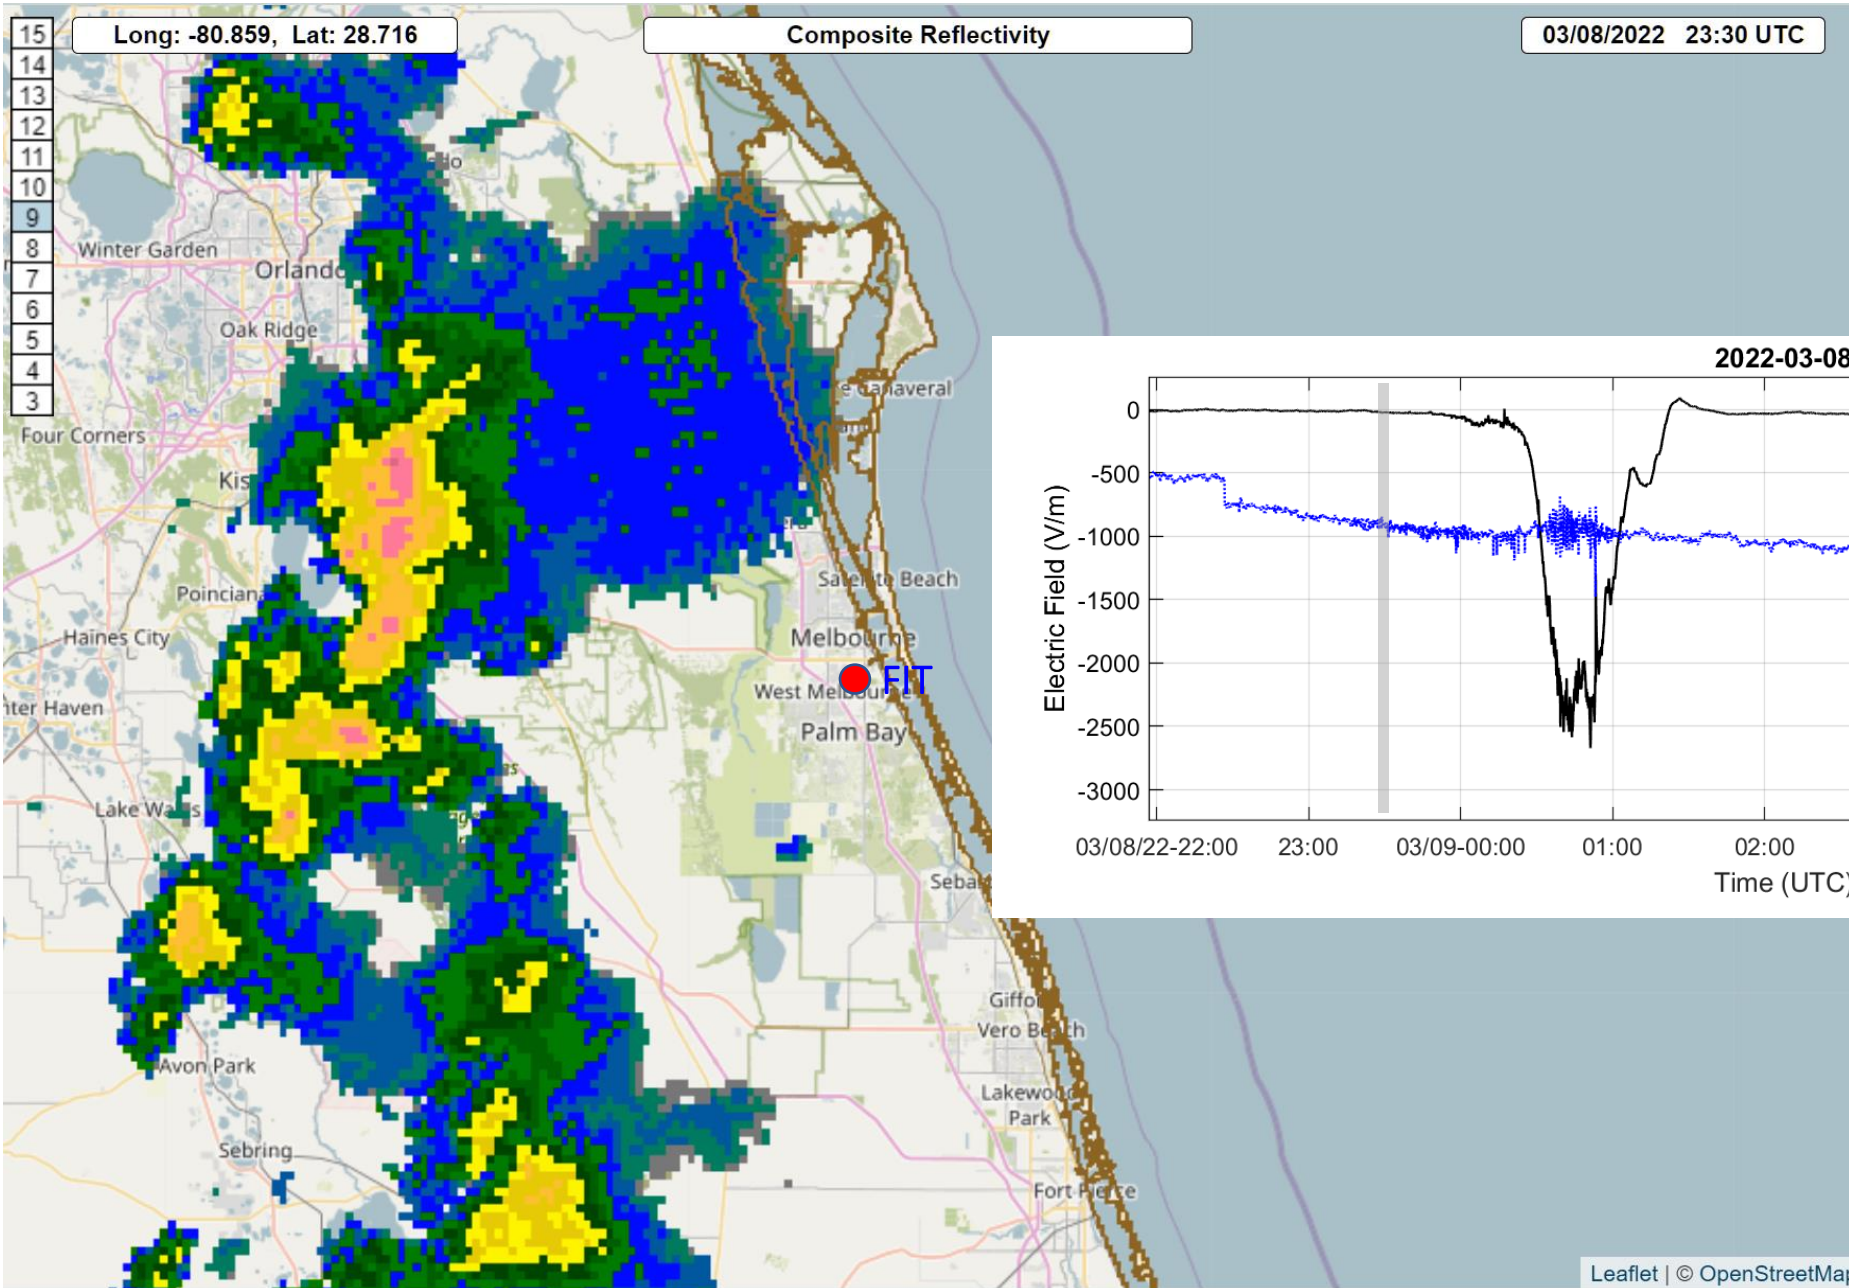 15
14
13
12
11
10
9
8
7
6
5
4
3
Long: -80.859, Lat: 28.716
Composite Reflectivity
03/08/2022 23:30 UTC
Winter Garden
Orlando
Oak Ridge
Four Corners
Kis
Poinciana
Haines City
nter Haven
Lake Wa s
Avon Park
Sebring
e Canaveral
Satellite Beach
Melbourne
FIT
West Melbourne
Palm Bay
Sebas
Giffo
Vero Beach
Lakewood
Park
Fort Pierce
2022-03-08
Electric Field (V/m)
0
-500
-1000
-1500
-2000
-2500
-3000
03/08/22-22:00
23:00
03/09-00:00
01:00
02:00
Time (UTC)
Leaflet | © OpenStreetMap